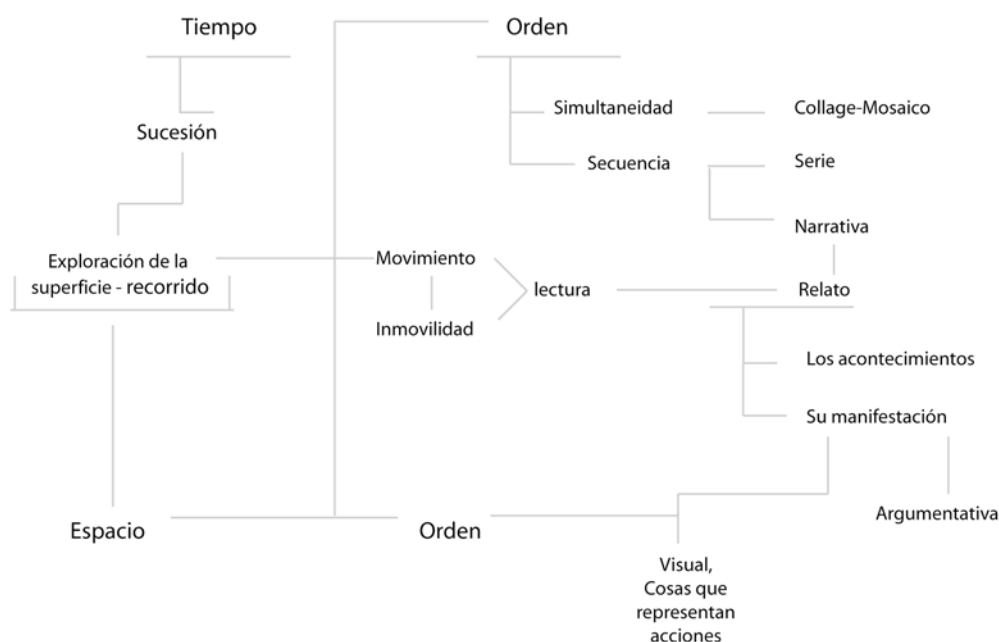 Tiempo
Orden
Simultaneidad
Collage-Mosaico
Sucesión
Secuencia
Serie
Narrativa
Exploración de la
superficie - recorrido
Movimiento
lectura
Relato
Inmovilidad
Los acontecimientos
Su manifestación
Argumentativa
Espacio
Orden
Visual,
Cosas que
representan
acciones